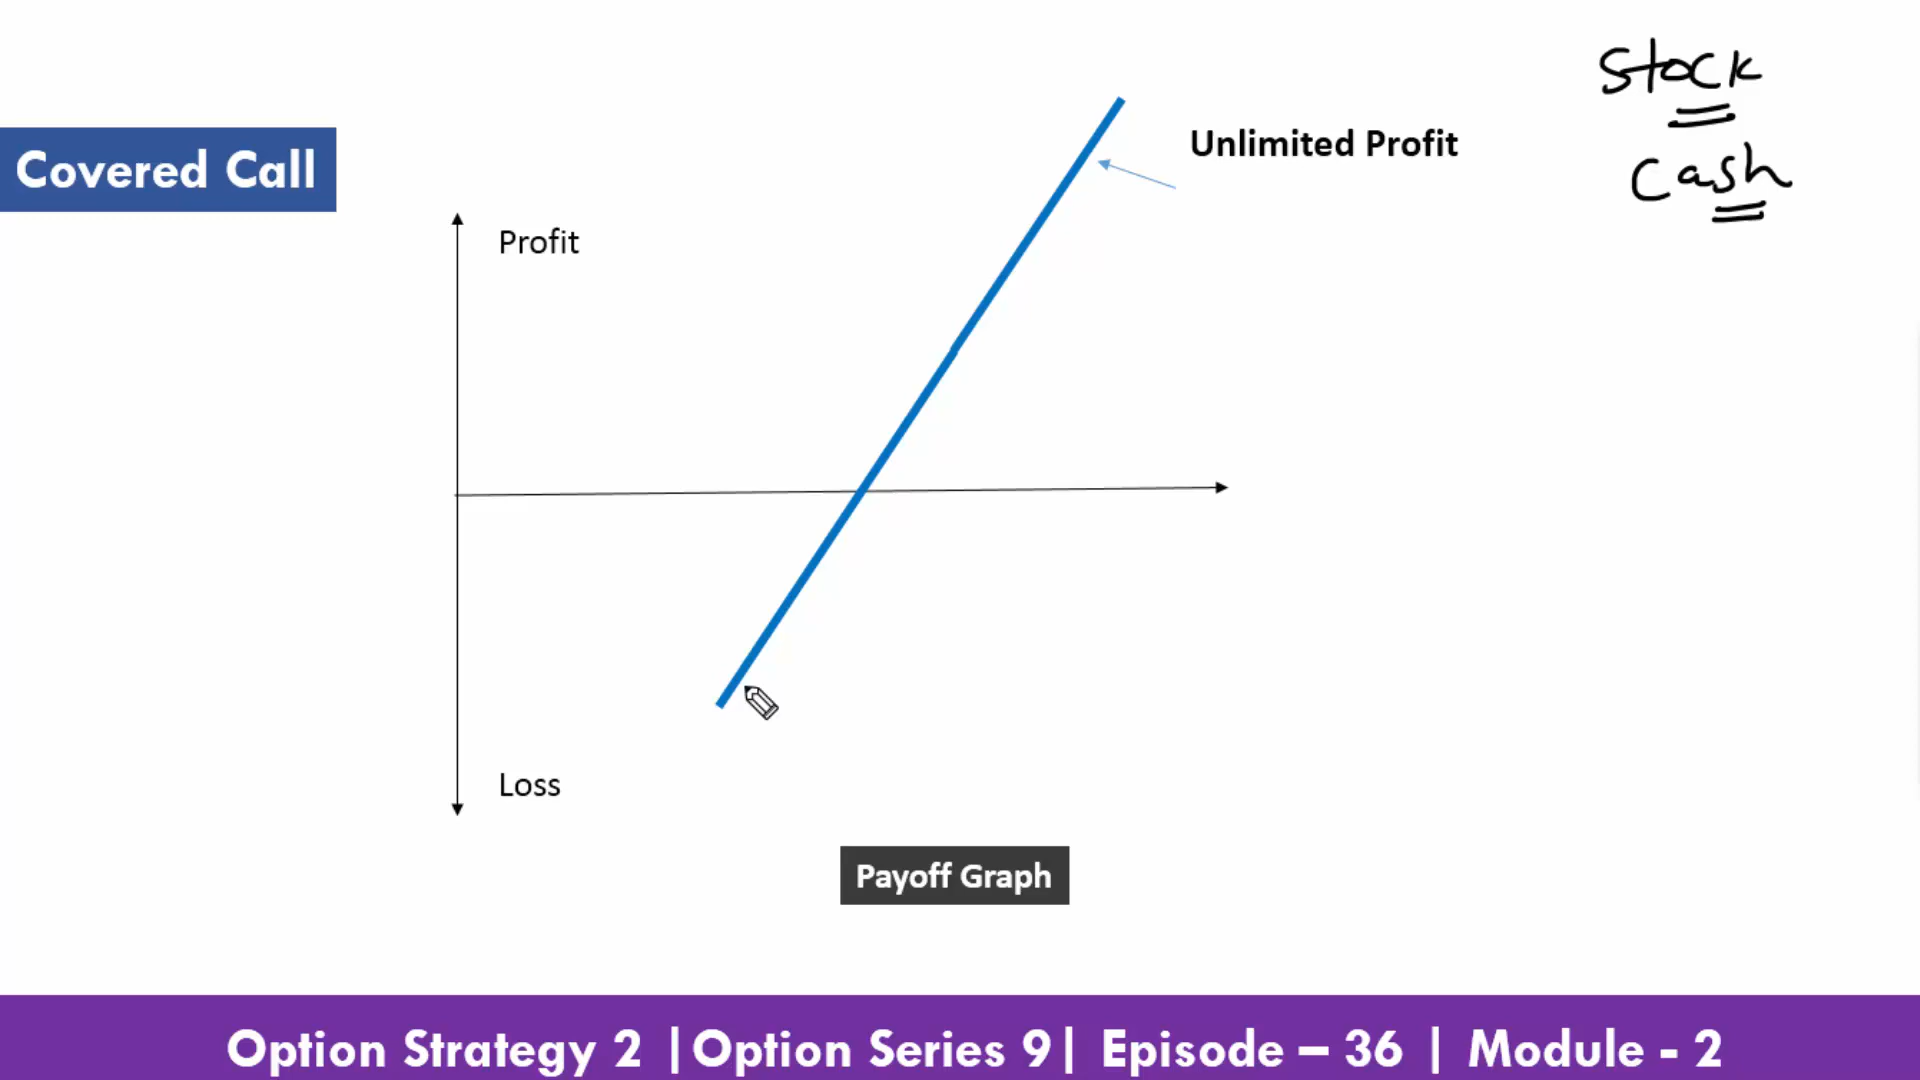 Stock
Cash
Covered Call
Unlimited Profit
Profit
Loss
Payoff Graph
Option Strategy 2 | Option Series 9 | Episode – 36 | Module - 2